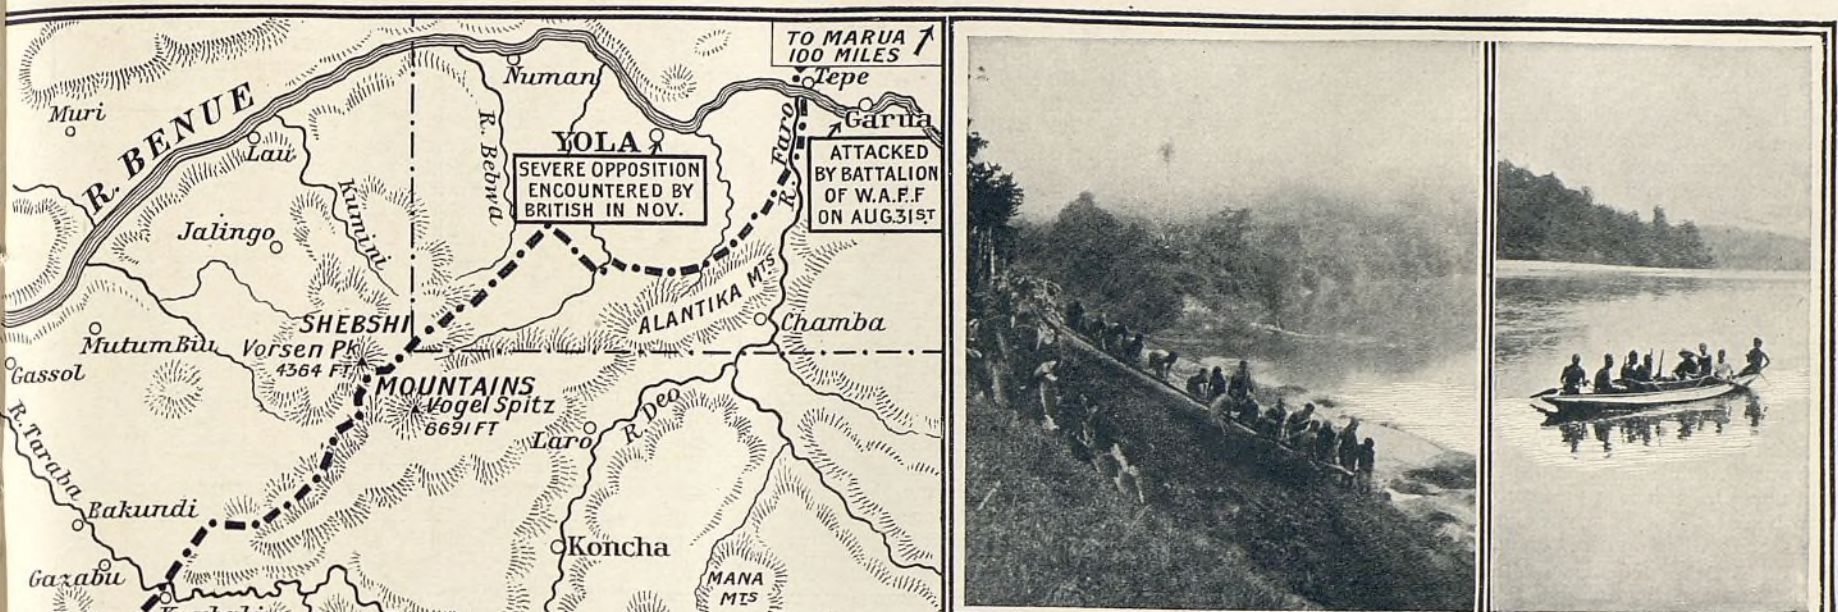 TO MARUA
100 MILES
Tepe
Numan
Muri
R. BENUE
Garua
Lau
YOLA
R. Faro
R. Bebwa
SEVERE OPPOSITION
ENCOUNTERED BY
BRITISH IN NOV.
ATTACKED
BY BATTALION
OF W.A.F.F
ON AUG.31ST
Kumini
Jalingo
ALANTIKA MTS
SHEBSHI
Chamba
Mutum Biu
Vorsen Pk
4364 FT
Gassol
MOUNTAINS
Vogel Spitz
6691 FT
R. Deo
Laro
R. Taraba
Bakundi
Koncha
Gazabu
MANA
MTS